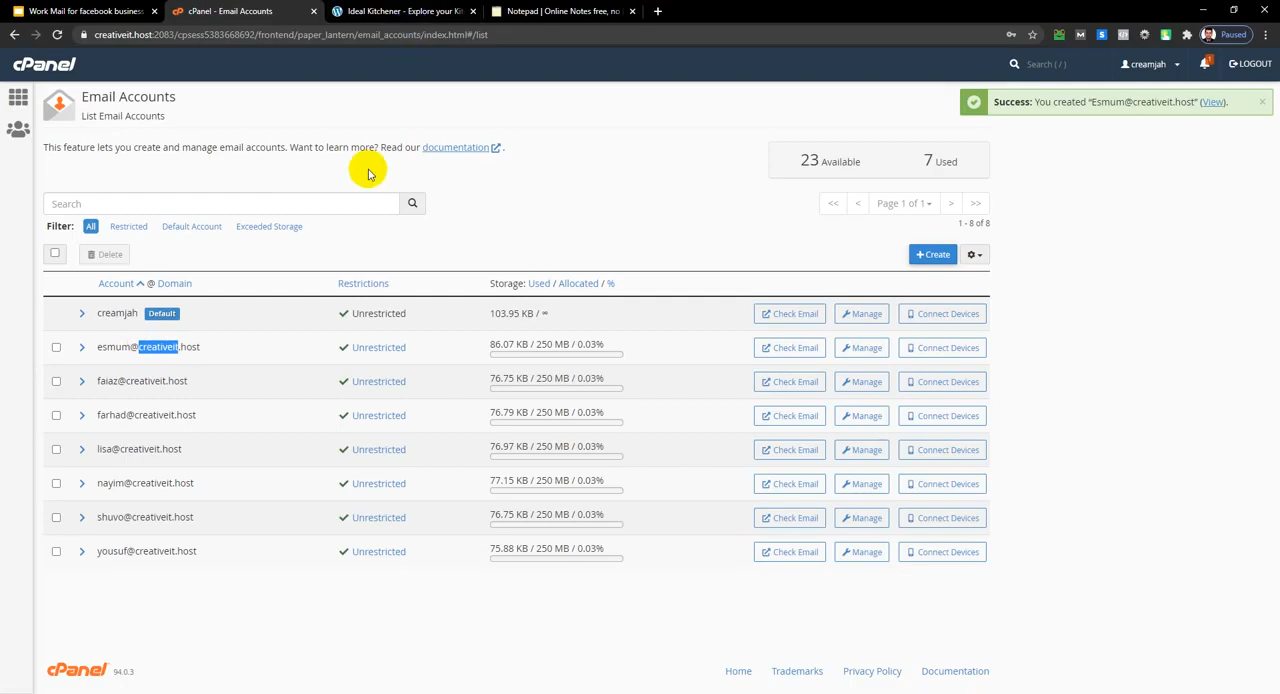 Work Mail for facebook business
cPanel - Email Accounts
Ideal Kitchener - Explore your Kit
Notepad | Online Notes free, no l
creativeit.host:2083/cpsess5383668692/frontend/paper_lantern/email_accounts/index.html#/list
Paused
cPanel
Search ( / )
creamjah
1
LOGOUT
Email Accounts
List Email Accounts
Success: You created “Esmum@creativeit.host” (View).
This feature lets you create and manage email accounts. Want to learn more? Read our documentation .
23 Available
7 Used
Search
<< < Page 1 of 1 > >>
Filter: All Restricted Default Account Exceeded Storage
1 - 8 of 8
Delete
+ Create
Account @ Domain Restrictions Storage: Used / Allocated / %
creamjah Default Unrestricted 103.95 KB / ∞ Check Email Manage Connect Devices
esmum@creativeit.host Unrestricted 86.07 KB / 250 MB / 0.03% Check Email Manage Connect Devices
faiaz@creativeit.host Unrestricted 76.75 KB / 250 MB / 0.03% Check Email Manage Connect Devices
farhad@creativeit.host Unrestricted 76.79 KB / 250 MB / 0.03% Check Email Manage Connect Devices
lisa@creativeit.host Unrestricted 76.97 KB / 250 MB / 0.03% Check Email Manage Connect Devices
nayim@creativeit.host Unrestricted 77.15 KB / 250 MB / 0.03% Check Email Manage Connect Devices
shuvo@creativeit.host Unrestricted 76.75 KB / 250 MB / 0.03% Check Email Manage Connect Devices
yousuf@creativeit.host Unrestricted 75.88 KB / 250 MB / 0.03% Check Email Manage Connect Devices
cPanel 94.0.3
Home Trademarks Privacy Policy Documentation